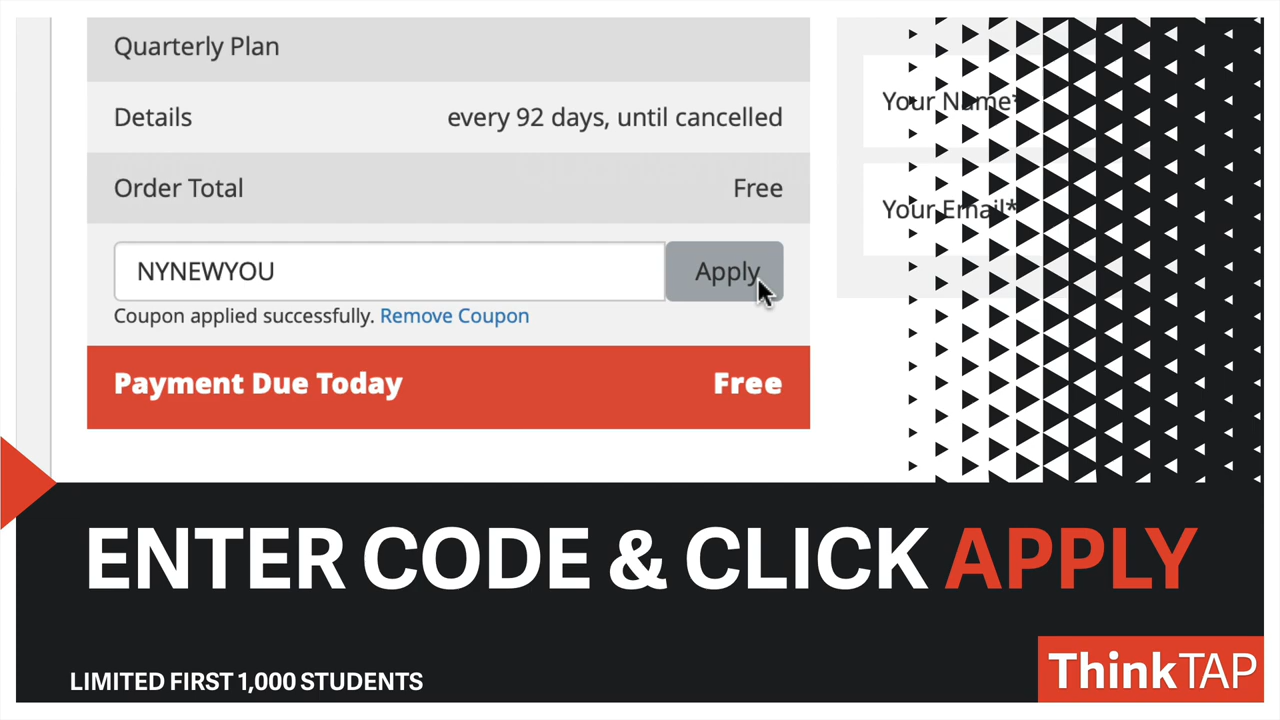 Quarterly Plan
Details every 92 days, until cancelled
Order Total Free
NYNEWYOU Apply
Coupon applied successfully. Remove Coupon
Payment Due Today Free
Your Name*
Your Email*
ENTER CODE & CLICK APPLY
LIMITED FIRST 1,000 STUDENTS
ThinkTAP